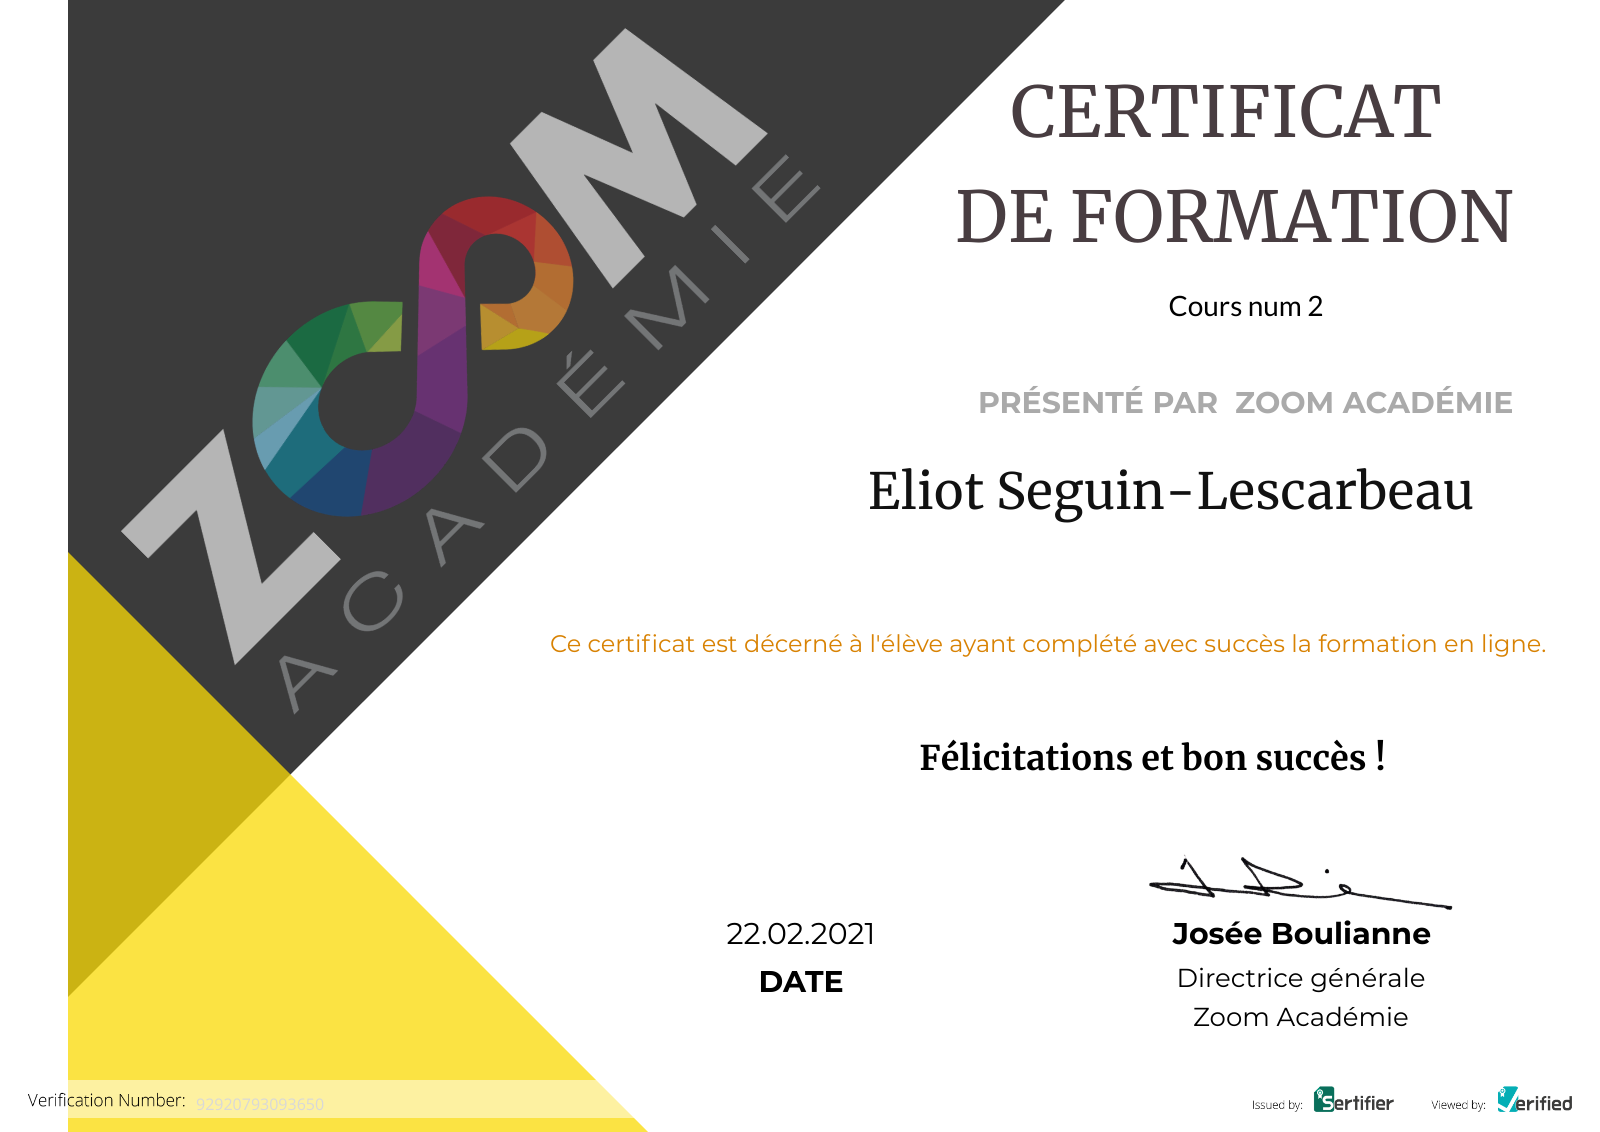 ZOOM
ACADÉMIE
CERTIFICAT
DE FORMATION
Cours num 2
PRÉSENTÉ PAR ZOOM ACADÉMIE
Eliot Seguin-Lescarbeau
Ce certificat est décerné à l'élève ayant complété avec succès la formation en ligne.
Félicitations et bon succès !
22.02.2021
DATE
Josée Boulianne
Directrice générale
Zoom Académie
Verification Number: 92920793093650
Issued by: Sertifier
Viewed by: Verified